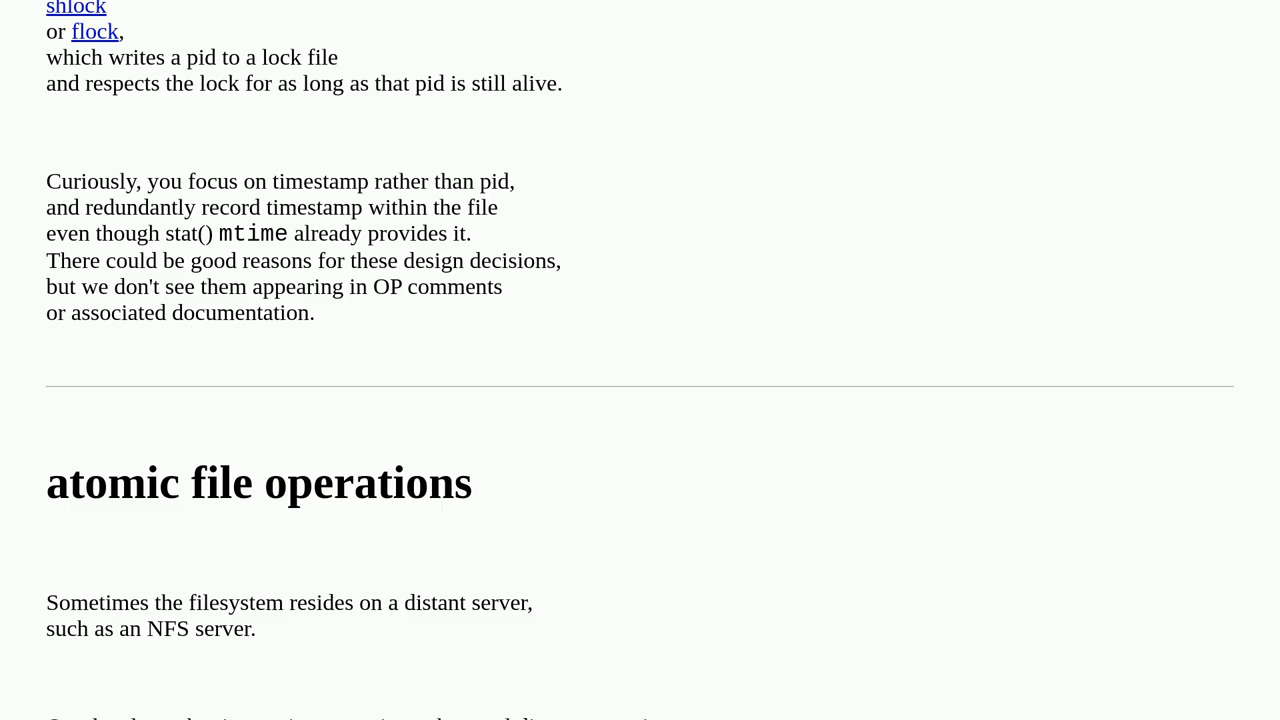 shlock
or flock,
which writes a pid to a lock file
and respects the lock for as long as that pid is still alive.
Curiously, you focus on timestamp rather than pid,
and redundantly record timestamp within the file
even though stat() mtime already provides it.
There could be good reasons for these design decisions,
but we don't see them appearing in OP comments
or associated documentation.
atomic file operations
Sometimes the filesystem resides on a distant server,
such as an NFS server.